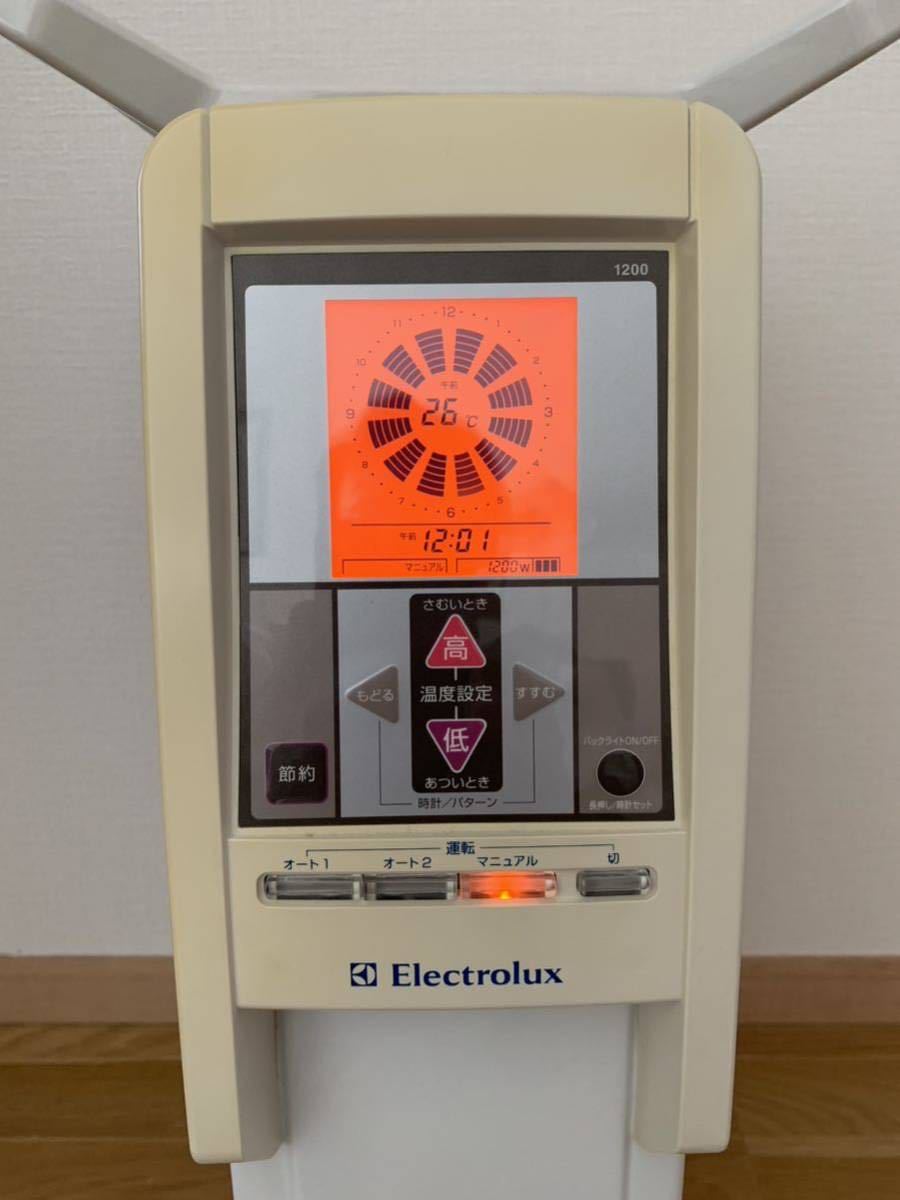 1200
12
11 1
10 2
午前
26 ℃
9 3
8 4
7 5
6
午前 12:01
マニュアル 1200W
さむいとき
高
もどる 温度設定 すすむ
低
あついとき
時計/パターン
節約
バックライトON/OFF
長押し/時計セット
運転
オート1 オート2 マニュアル 切
Electrolux